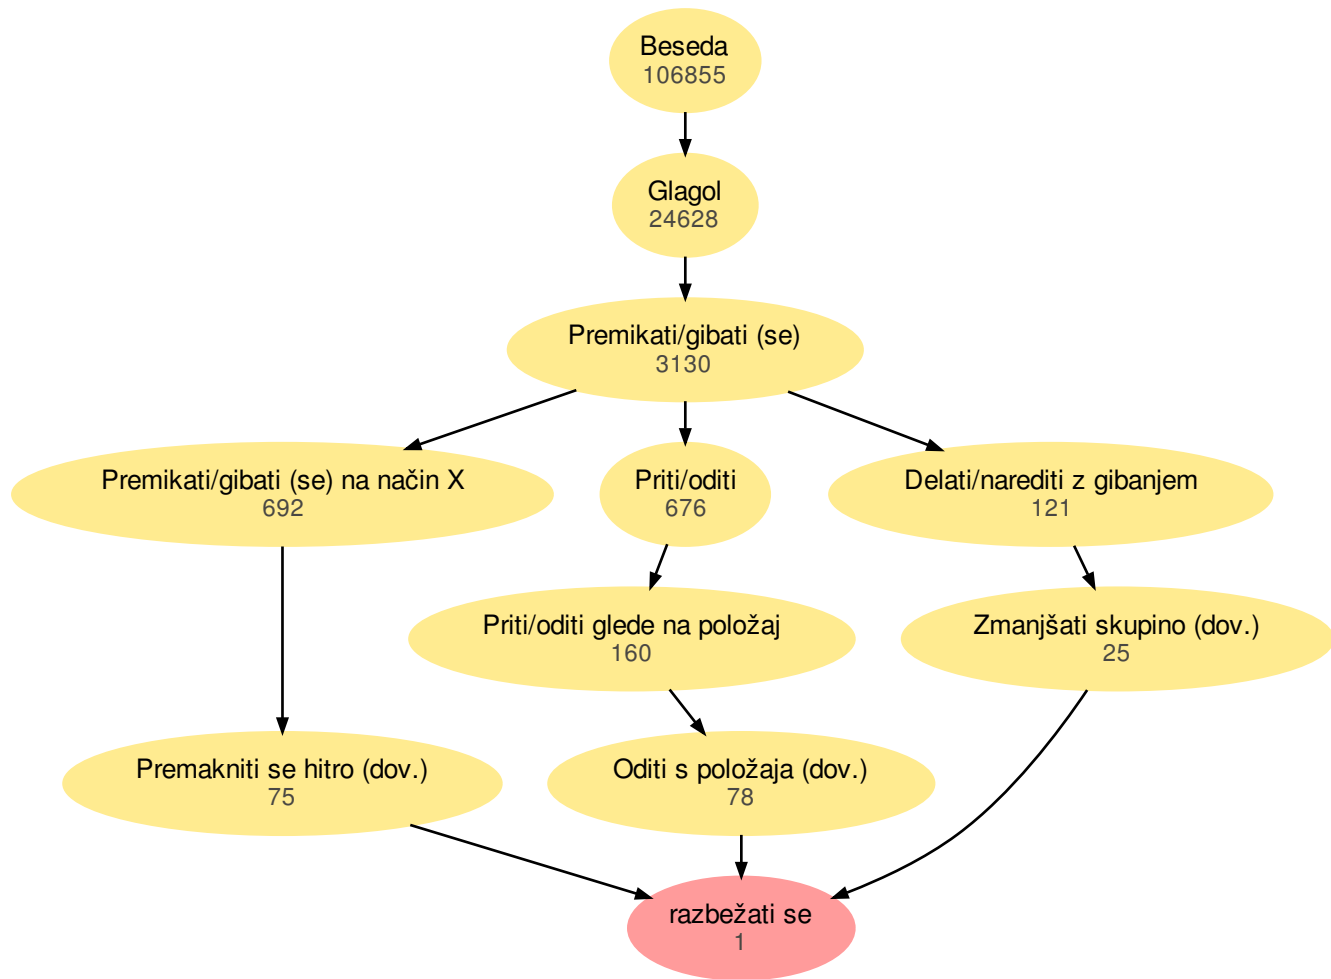 Beseda
106855
Glagol
24628
Premikati/gibati (se)
3130
Premikati/gibati (se) na način X
692
Priti/oditi
676
Delati/narediti z gibanjem
121
Priti/oditi glede na položaj
160
Zmanjšati skupino (dov.)
25
Premakniti se hitro (dov.)
75
Oditi s položaja (dov.)
78
razbežati se
1